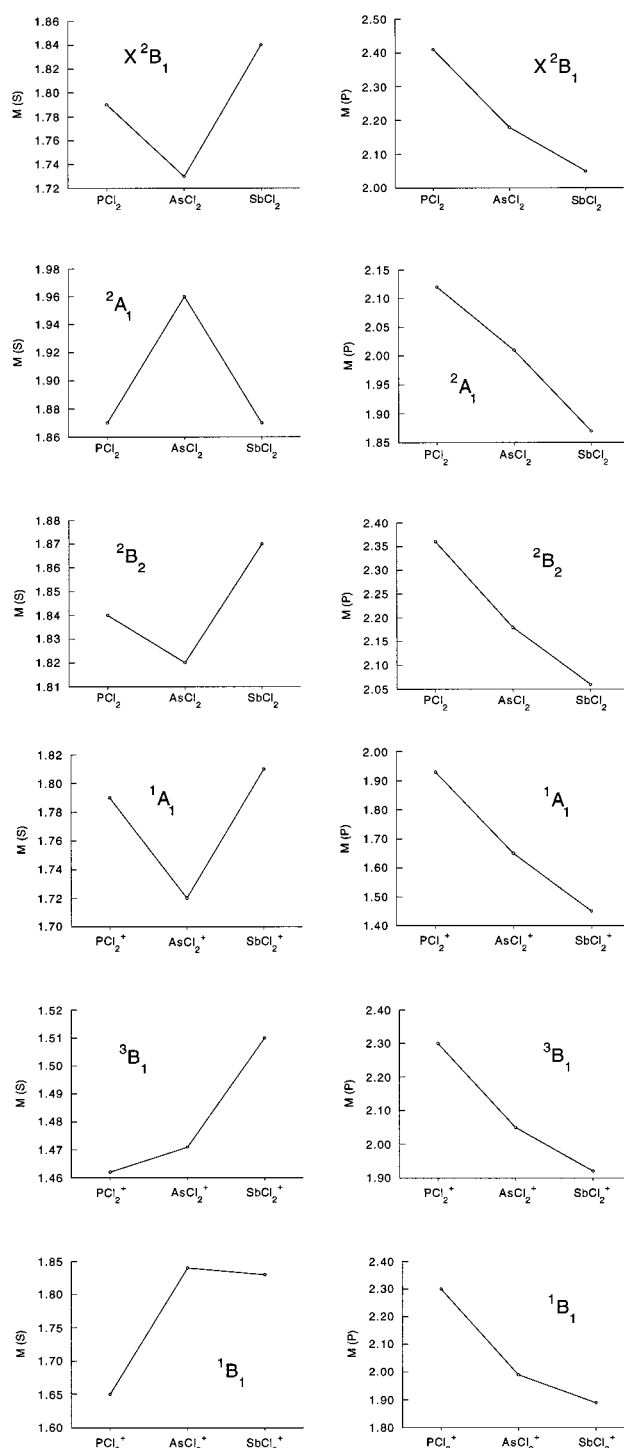 M (S)
1.86
1.84
1.82
1.80
1.78
1.76
1.74
1.72
X ²B₁
PCl₂ AsCl₂ SbCl₂
M (P)
2.50
2.40
2.30
2.20
2.10
2.00
X ²B₁
PCl₂ AsCl₂ SbCl₂
M (S)
1.98
1.96
1.94
1.92
1.90
1.88
1.86
²A₁
PCl₂ AsCl₂ SbCl₂
M (P)
2.15
2.10
2.05
2.00
1.95
1.90
1.85
²A₁
PCl₂ AsCl₂ SbCl₂
M (S)
1.88
1.87
1.86
1.85
1.84
1.83
1.82
1.81
²B₂
PCl₂ AsCl₂ SbCl₂
M (P)
2.40
2.35
2.30
2.25
2.20
2.15
2.10
2.05
²B₂
PCl₂ AsCl₂ SbCl₂
M (S)
1.82
1.80
1.78
1.76
1.74
1.72
1.70
¹A₁
PCl₂⁺ AsCl₂⁺ SbCl₂⁺
M (P)
2.00
1.90
1.80
1.70
1.60
1.50
1.40
¹A₁
PCl₂⁺ AsCl₂⁺ SbCl₂⁺
M (S)
1.52
1.51
1.50
1.49
1.48
1.47
1.46
³B₁
PCl₂⁺ AsCl₂⁺ SbCl₂⁺
M (P)
2.40
2.30
2.20
2.10
2.00
1.90
³B₁
PCl₂⁺ AsCl₂⁺ SbCl₂⁺
M (S)
1.85
1.80
1.75
1.70
1.65
1.60
¹B₁
PCl₂⁺ AsCl₂⁺ SbCl₂⁺
M (P)
2.40
2.30
2.20
2.10
2.00
1.90
1.80
¹B₁
PCl₂⁺ AsCl₂⁺ SbCl₂⁺